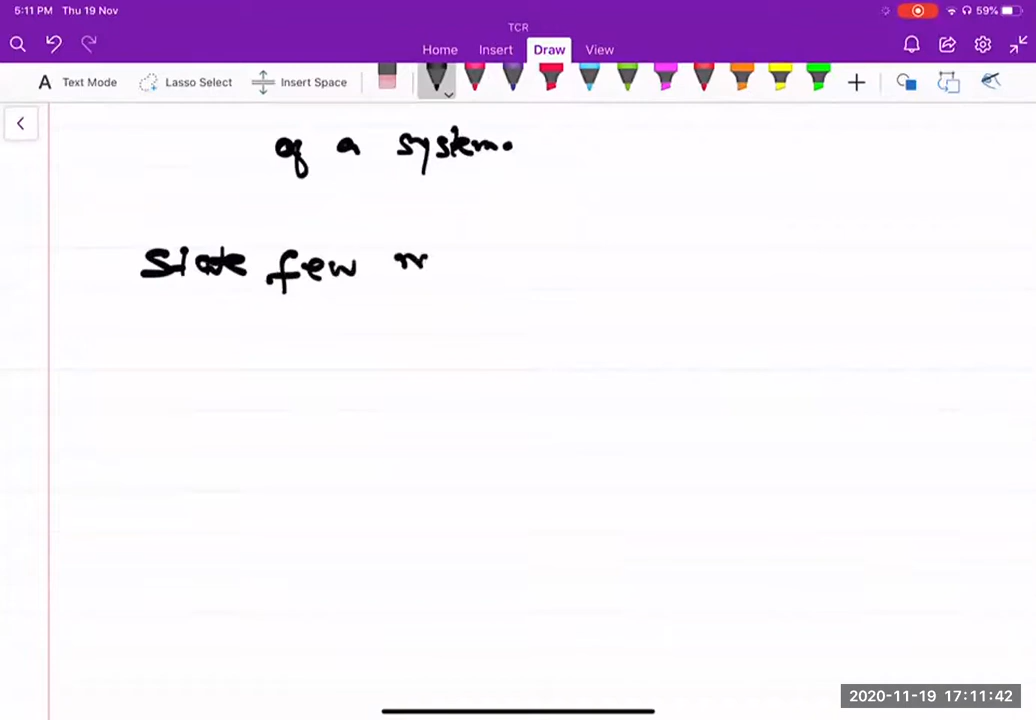 5:11 PM Thu 19 Nov
59%
TCR
Home Insert Draw View
A Text Mode Lasso Select Insert Space
of a system.
State few
2020-11-19 17:11:42